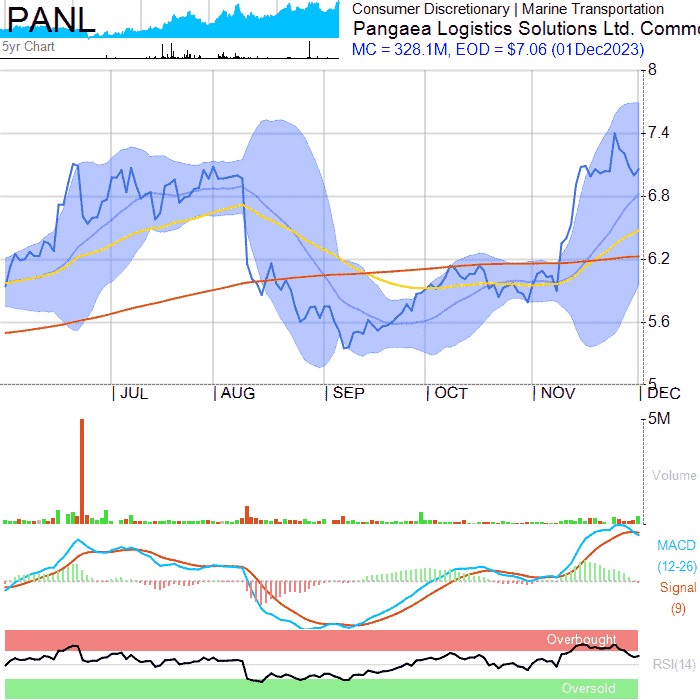 PANL
5yr Chart
Consumer Discretionary | Marine Transportation
Pangaea Logistics Solutions Ltd. Commo
MC = 328.1M, EOD = $7.06 (01Dec2023)
8
7.4
6.8
6.2
5.6
5
JUL AUG SEP OCT NOV DEC
5M
Volume
MACD
(12-26)
Signal
(9)
Overbought
RSI(14)
Oversold